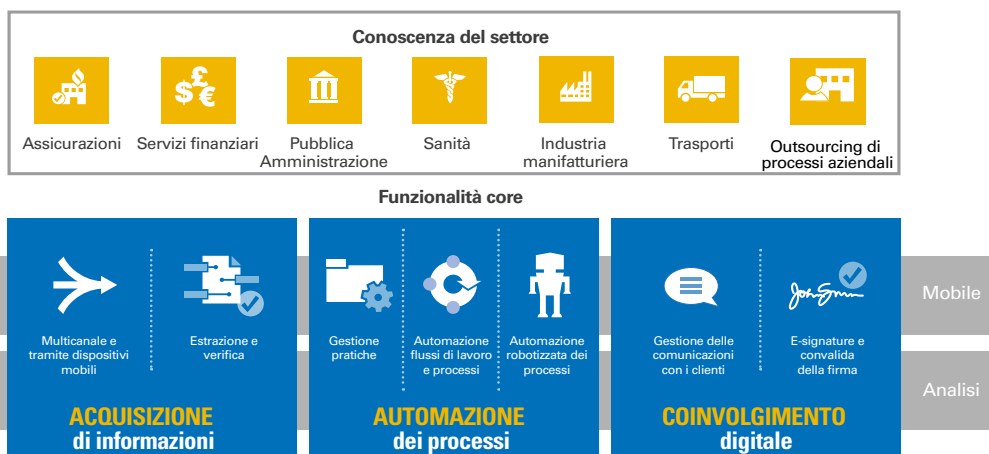 Conoscenza del settore
Assicurazioni
Servizi finanziari
Pubblica
Amministrazione
Sanità
Industria
manifatturiera
Trasporti
Outsourcing di
processi aziendali
Funzionalità core
Multicanale e
tramite dispositivi
mobili
Estrazione e
verifica
ACQUISIZIONE
di informazioni
Gestione
pratiche
Automazione
flussi di lavoro
e processi
Automazione
robotizzata dei
processi
AUTOMAZIONE
dei processi
Gestione delle
comunicazioni
con i clienti
E-signature e
convalida
della firma
COINVOLGIMENTO
digitale
Mobile
Analisi